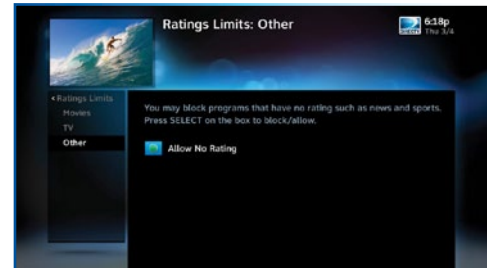 Ratings Limits: Other
DIRECTV
6:18p
Thu 3/4
Ratings Limits
Movies
TV
Other
You may block programs that have no rating such as news and sports.
Press SELECT on the box to block/allow.
Allow No Rating